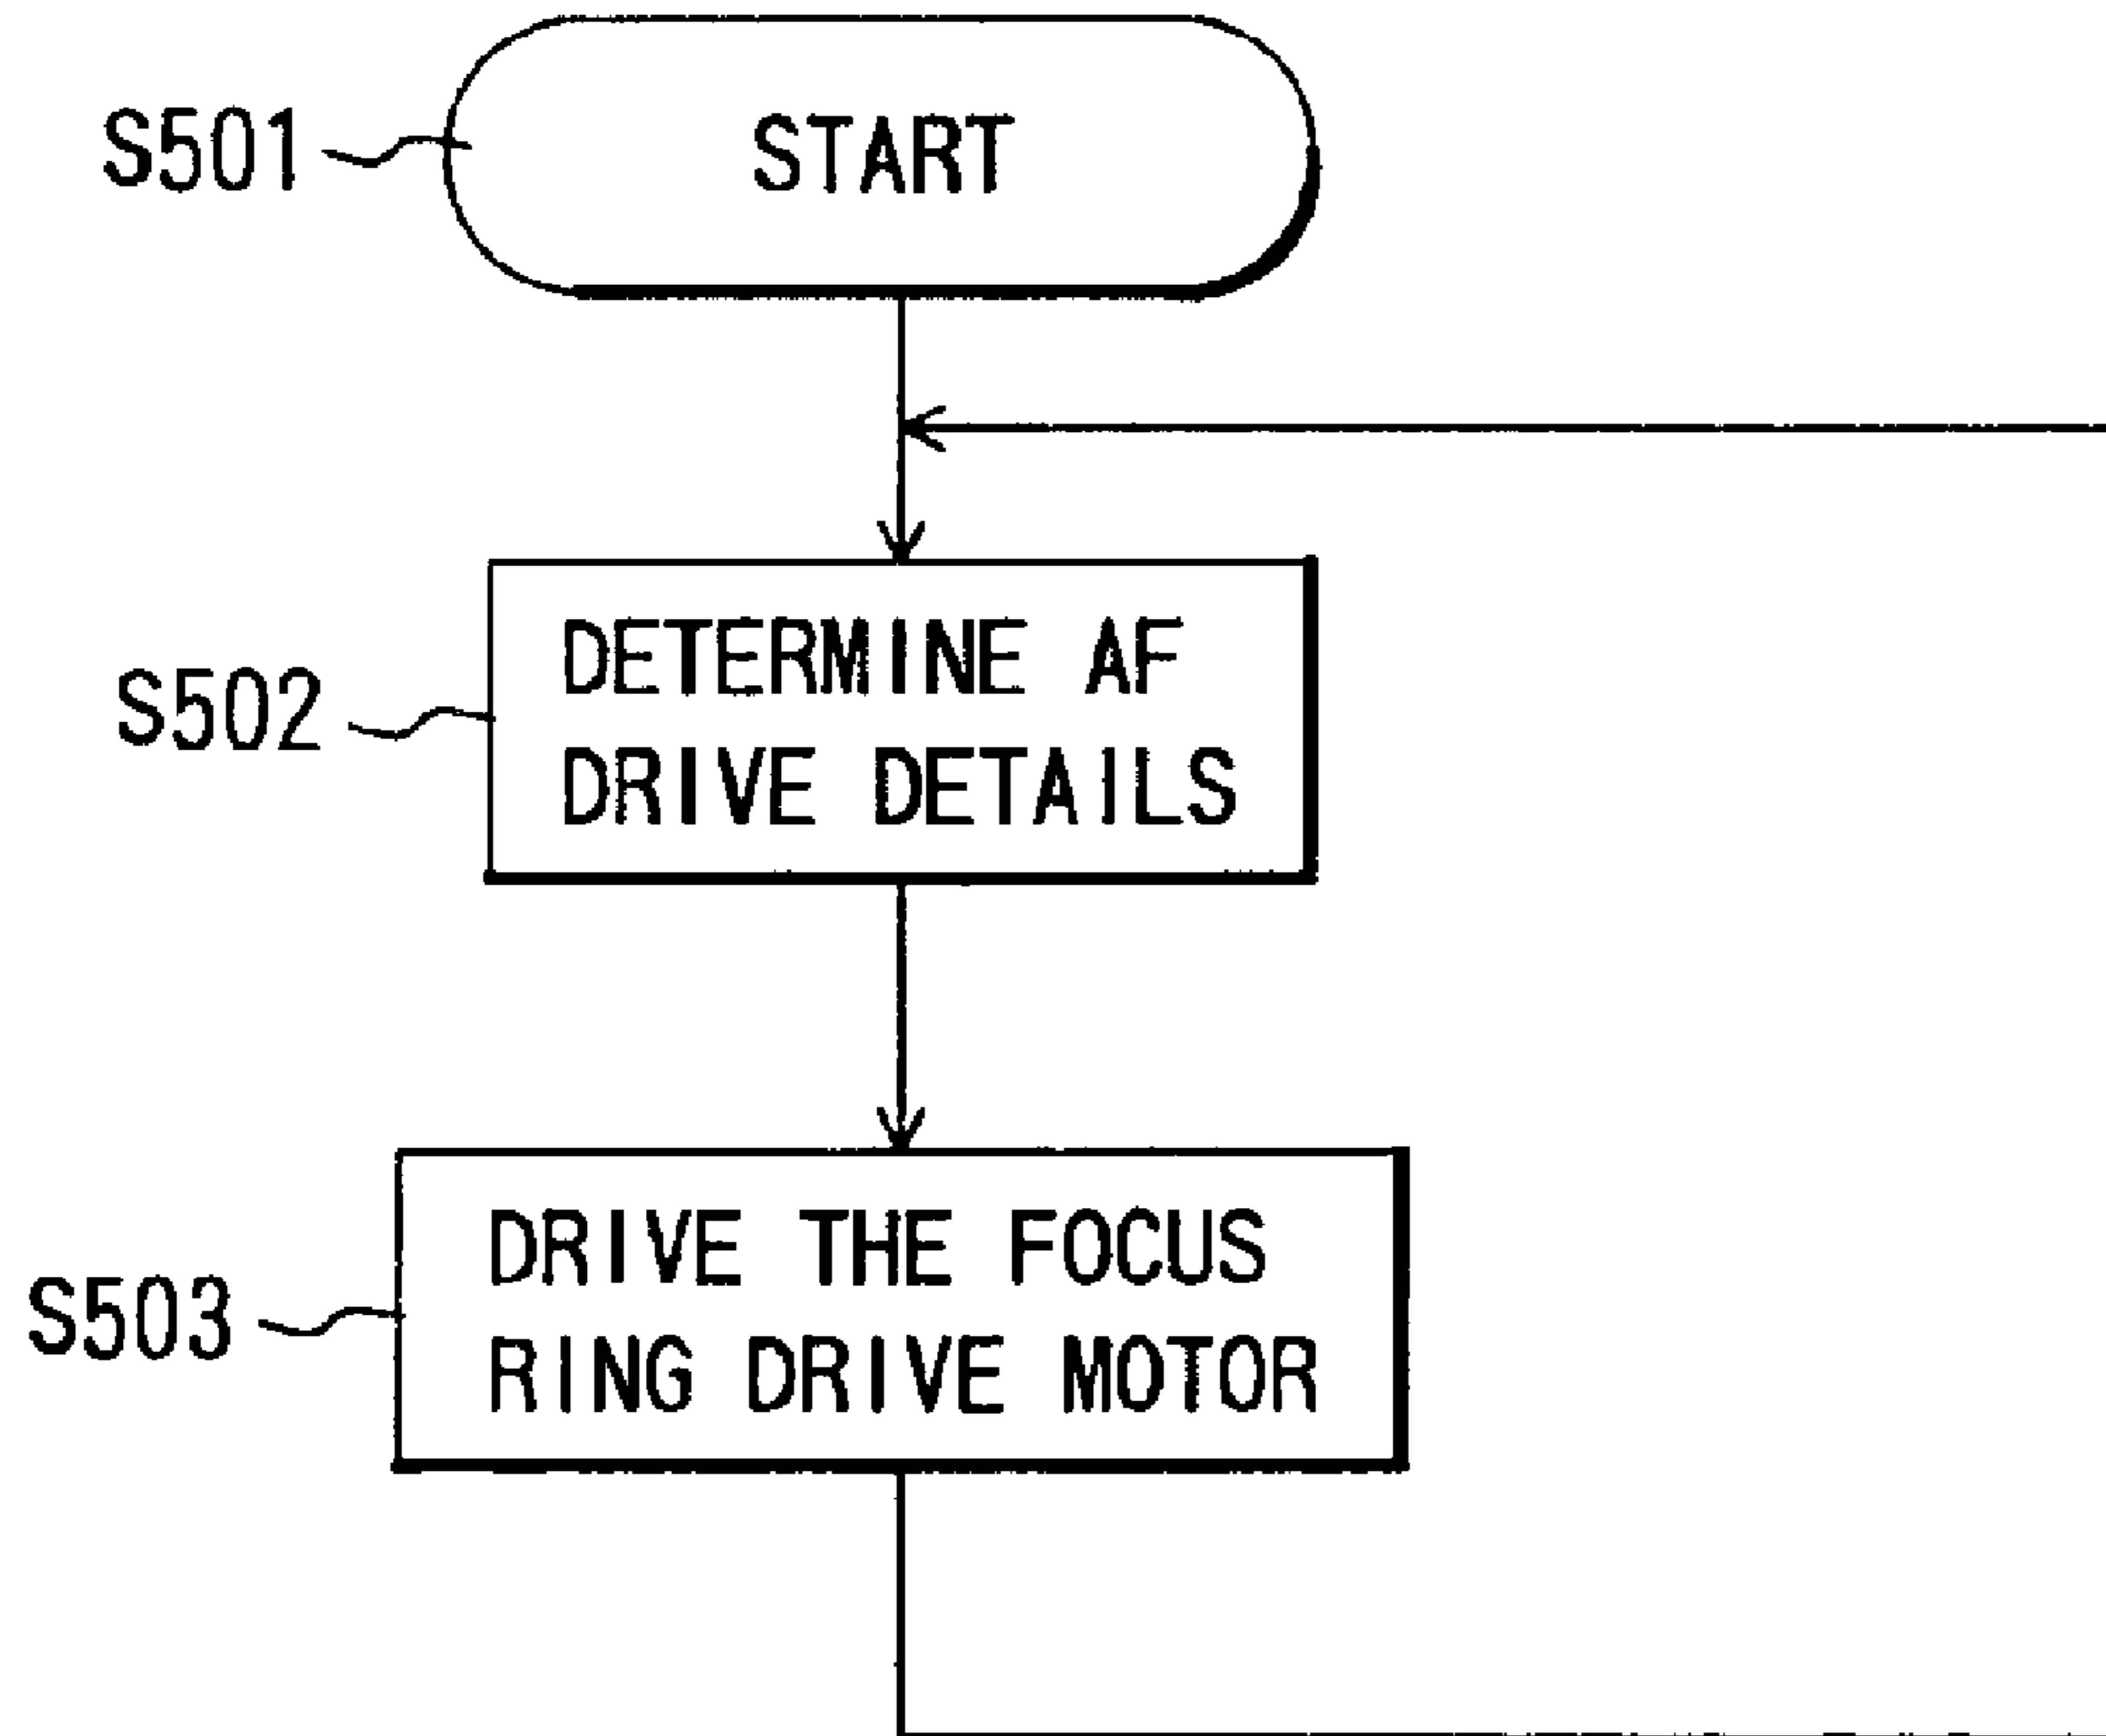 S501
START
S502
DETERMINE AF
DRIVE DETAILS
S503
DRIVE THE FOCUS
RING DRIVE MOTOR